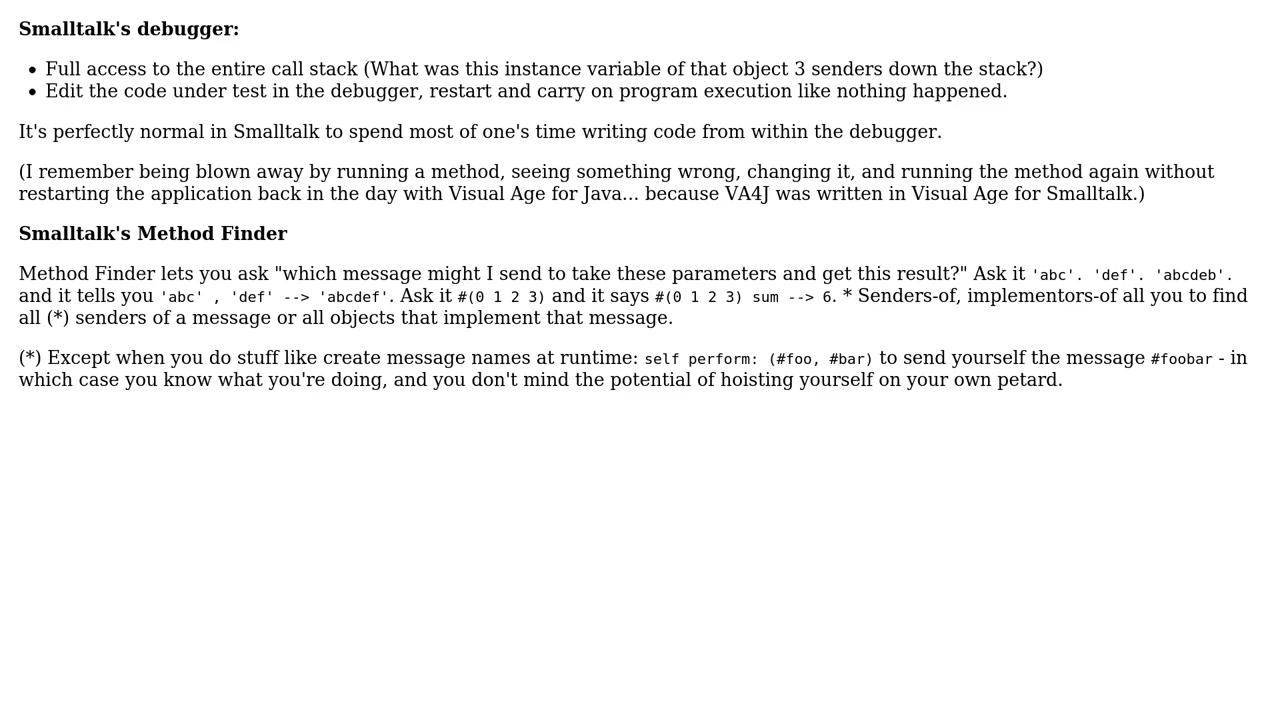 Smalltalk's debugger:
• Full access to the entire call stack (What was this instance variable of that object 3 senders down the stack?)
• Edit the code under test in the debugger, restart and carry on program execution like nothing happened.
It's perfectly normal in Smalltalk to spend most of one's time writing code from within the debugger.
(I remember being blown away by running a method, seeing something wrong, changing it, and running the method again without
restarting the application back in the day with Visual Age for Java... because VA4J was written in Visual Age for Smalltalk.)
Smalltalk's Method Finder
Method Finder lets you ask "which message might I send to take these parameters and get this result?" Ask it 'abc'. 'def'. 'abcdeb'.
and it tells you 'abc' , 'def' --> 'abcdef'. Ask it #(0 1 2 3) and it says #(0 1 2 3) sum --> 6. * Senders-of, implementors-of all you to find
all (*) senders of a message or all objects that implement that message.
(*) Except when you do stuff like create message names at runtime: self perform: (#foo, #bar) to send yourself the message #foobar - in
which case you know what you're doing, and you don't mind the potential of hoisting yourself on your own petard.